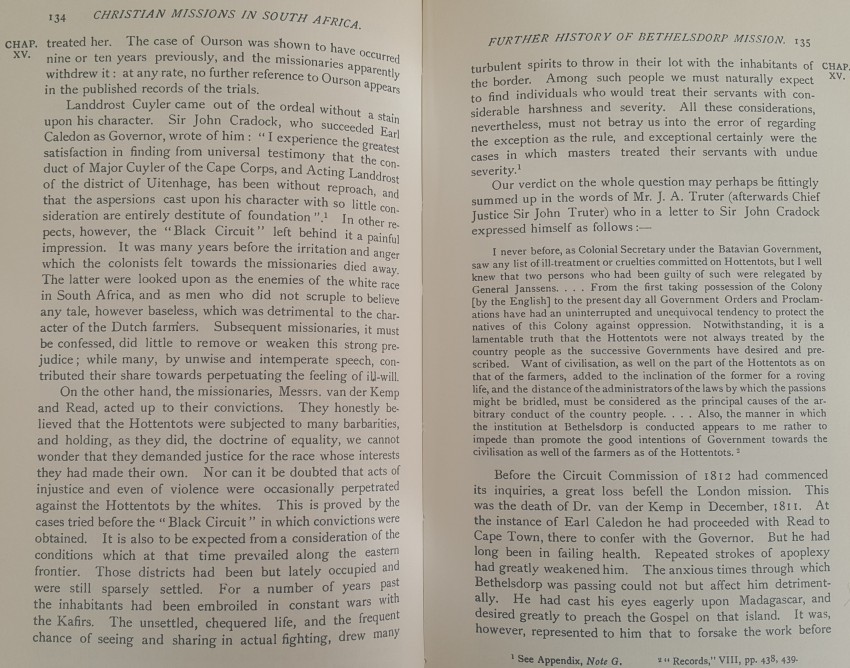 134 CHRISTIAN MISSIONS IN SOUTH AFRICA.
CHAP. XV.
treated her. The case of Ourson was shown to have occurred
nine or ten years previously, and the missionaries apparently
withdrew it: at any rate, no further reference to Ourson appears
in the published records of the trials.
Landdrost Cuyler came out of the ordeal without a stain
upon his character. Sir John Cradock, who succeeded Earl
Caledon as Governor, wrote of him: "I experience the greatest
satisfaction in finding from universal testimony that the con-
duct of Major Cuyler of the Cape Corps, and Acting Landdrost
of the district of Uitenhage, has been without reproach, and
that the aspersions cast upon his character with so little con-
sideration are entirely destitute of foundation".¹ In other re-
pects, however, the "Black Circuit" left behind it a painful
impression. It was many years before the irritation and anger
which the colonists felt towards the missionaries died away.
The latter were looked upon as the enemies of the white race
in South Africa, and as men who did not scruple to believe
any tale, however baseless, which was detrimental to the char-
acter of the Dutch farmers. Subsequent missionaries, it must
be confessed, did little to remove or weaken this strong pre-
judice; while many, by unwise and intemperate speech, con-
tributed their share towards perpetuating the feeling of ill-will.
On the other hand, the missionaries, Messrs. van der Kemp
and Read, acted up to their convictions. They honestly be-
lieved that the Hottentots were subjected to many barbarities,
and holding, as they did, the doctrine of equality, we cannot
wonder that they demanded justice for the race whose interests
they had made their own. Nor can it be doubted that acts of
injustice and even of violence were occasionally perpetrated
against the Hottentots by the whites. This is proved by the
cases tried before the "Black Circuit" in which convictions were
obtained. It is also to be expected from a consideration of the
conditions which at that time prevailed along the eastern
frontier. Those districts had been but lately occupied and
were still sparsely settled. For a number of years past
the inhabitants had been embroiled in constant wars with
the Kafirs. The unsettled, chequered life, and the frequent
chance of seeing and sharing in actual fighting, drew many
FURTHER HISTORY OF BETHELSDORP MISSION. 135
turbulent spirits to throw in their lot with the inhabitants of
CHAP. XV.
the border. Among such people we must naturally expect
to find individuals who would treat their servants with con-
siderable harshness and severity. All these considerations,
nevertheless, must not betray us into the error of regarding
the exception as the rule, and exceptional certainly were the
cases in which masters treated their servants with undue
severity.¹
Our verdict on the whole question may perhaps be fittingly
summed up in the words of Mr. J. A. Truter (afterwards Chief
Justice Sir John Truter) who in a letter to Sir John Cradock
expressed himself as follows:—
I never before, as Colonial Secretary under the Batavian Government,
saw any list of ill-treatment or cruelties committed on Hottentots, but I well
knew that two persons who had been guilty of such were relegated by
General Janssens. . . . From the first taking possession of the Colony
[by the English] to the present day all Government Orders and Proclam-
ations have had an uninterrupted and unequivocal tendency to protect the
natives of this Colony against oppression. Notwithstanding, it is a
lamentable truth that the Hottentots were not always treated by the
country people as the successive Governments have desired and pre-
scribed. Want of civilisation, as well on the part of the Hottentots as on
that of the farmers, added to the inclination of the former for a roving
life, and the distance of the administrators of the laws by which the passions
might be bridled, must be considered as the principal causes of the ar-
bitrary conduct of the country people. . . . Also, the manner in which
the institution at Bethelsdorp is conducted appears to me rather to
impede than promote the good intentions of Government towards the
civilisation as well of the farmers as of the Hottentots.²
Before the Circuit Commission of 1812 had commenced
its inquiries, a great loss befell the London mission. This
was the death of Dr. van der Kemp in December, 1811. At
the instance of Earl Caledon he had proceeded with Read to
Cape Town, there to confer with the Governor. But he had
long been in failing health. Repeated strokes of apoplexy
had greatly weakened him. The anxious times through which
Bethelsdorp was passing could not but affect him detriment-
ally. He had cast his eyes eagerly upon Madagascar, and
desired greatly to preach the Gospel on that island. It was,
however, represented to him that to forsake the work before
¹ See Appendix, Note G. ² "Records," VIII, pp. 438, 439.